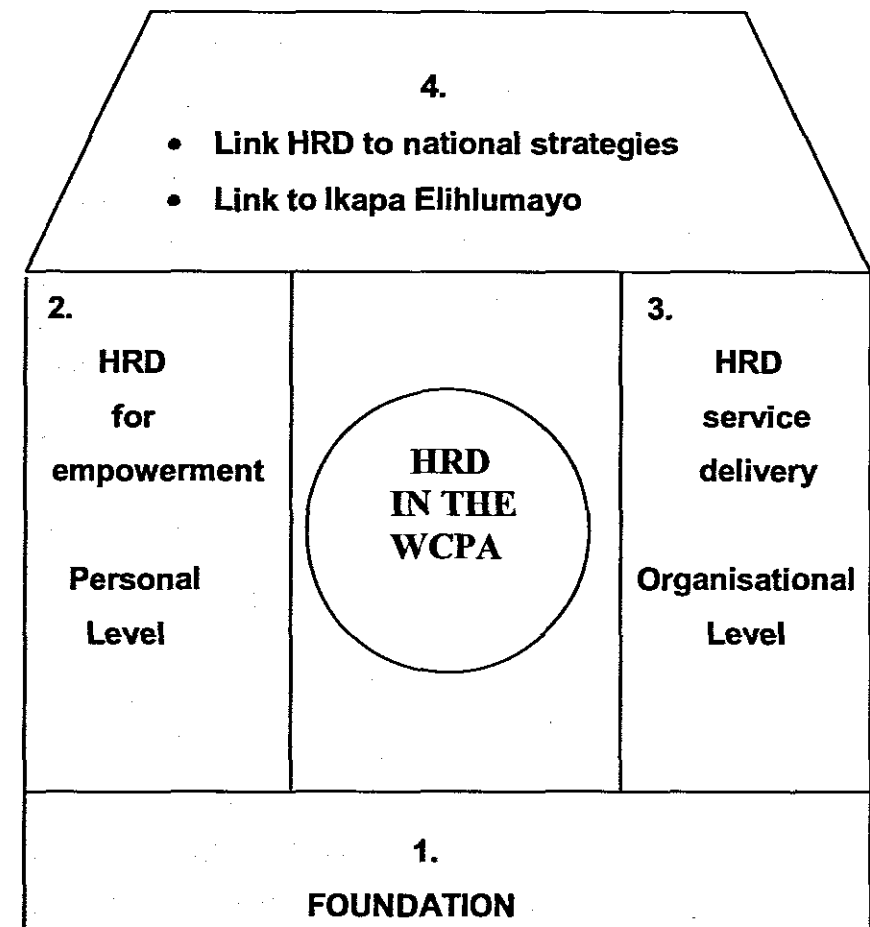 4.
• Link HRD to national strategies
• Link to Ikapa Elihlumayo
2.
HRD
for
empowerment
Personal
Level
HRD
IN THE
WCPA
3.
HRD
service
delivery
Organisational
Level
1.
FOUNDATION